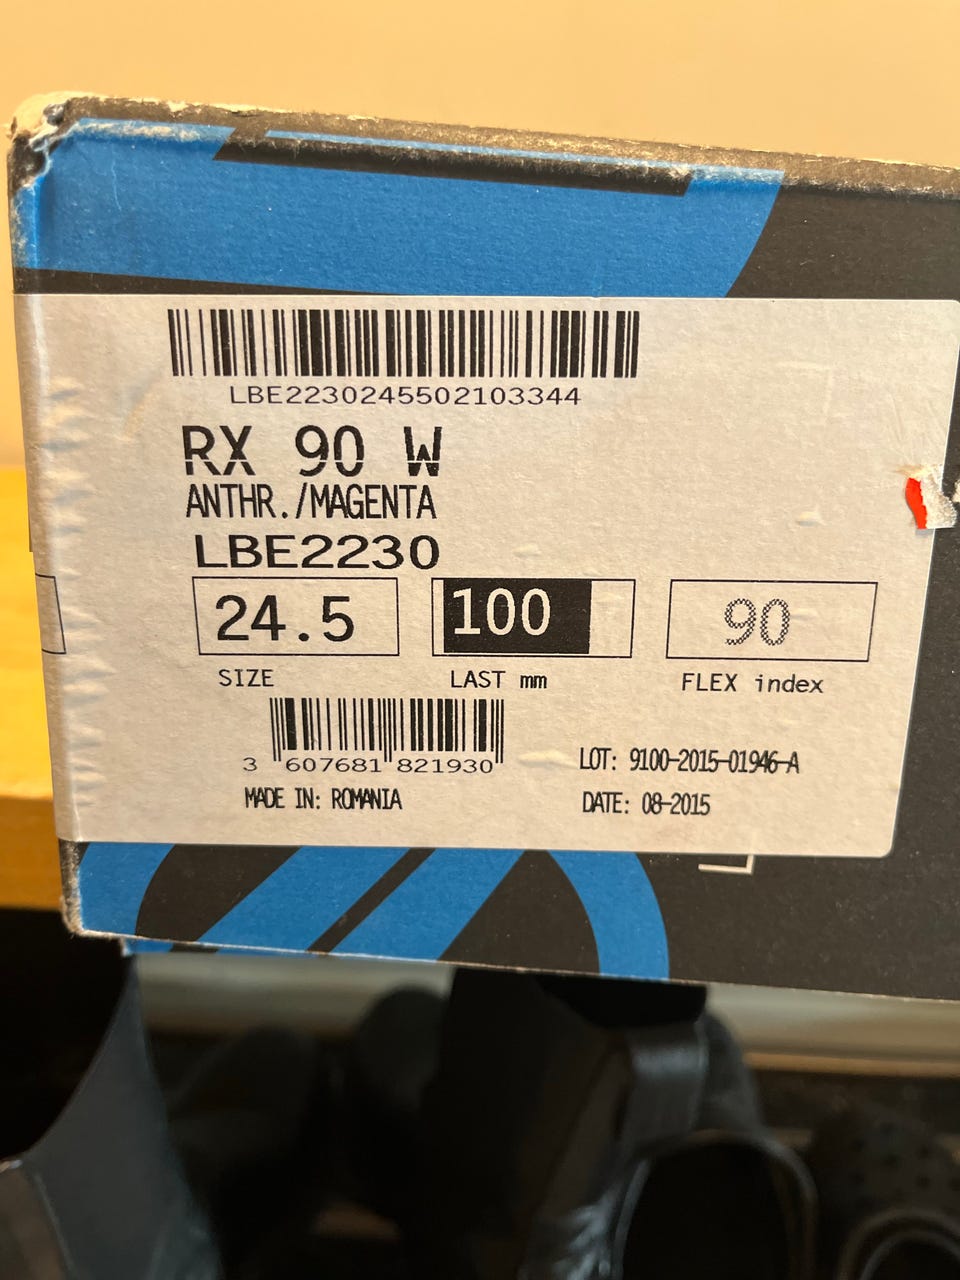 LBE2230245502103344
RX 90 W
ANTHR./MAGENTA
LBE2230
24.5
100
90
SIZE
LAST mm
FLEX index
3 607681 821930
LOT: 9100-2015-01946-A
MADE IN: ROMANIA
DATE: 08-2015